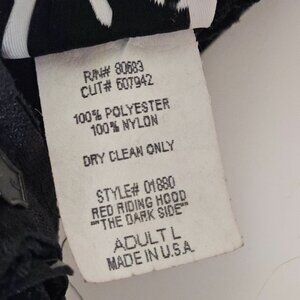 RN# 80683
CUT# 607942
100% POLYESTER
100% NYLON
DRY CLEAN ONLY
STYLE# 01880
RED RIDING HOOD
"THE DARK SIDE"
ADULT L
MADE IN U.S.A.